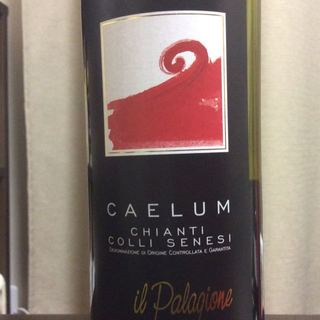 CAELUM
CHIANTI
COLLI SENESI
DENOMINAZIONE DI ORIGINE CONTROLLATA E GARANTITA
il Palagione